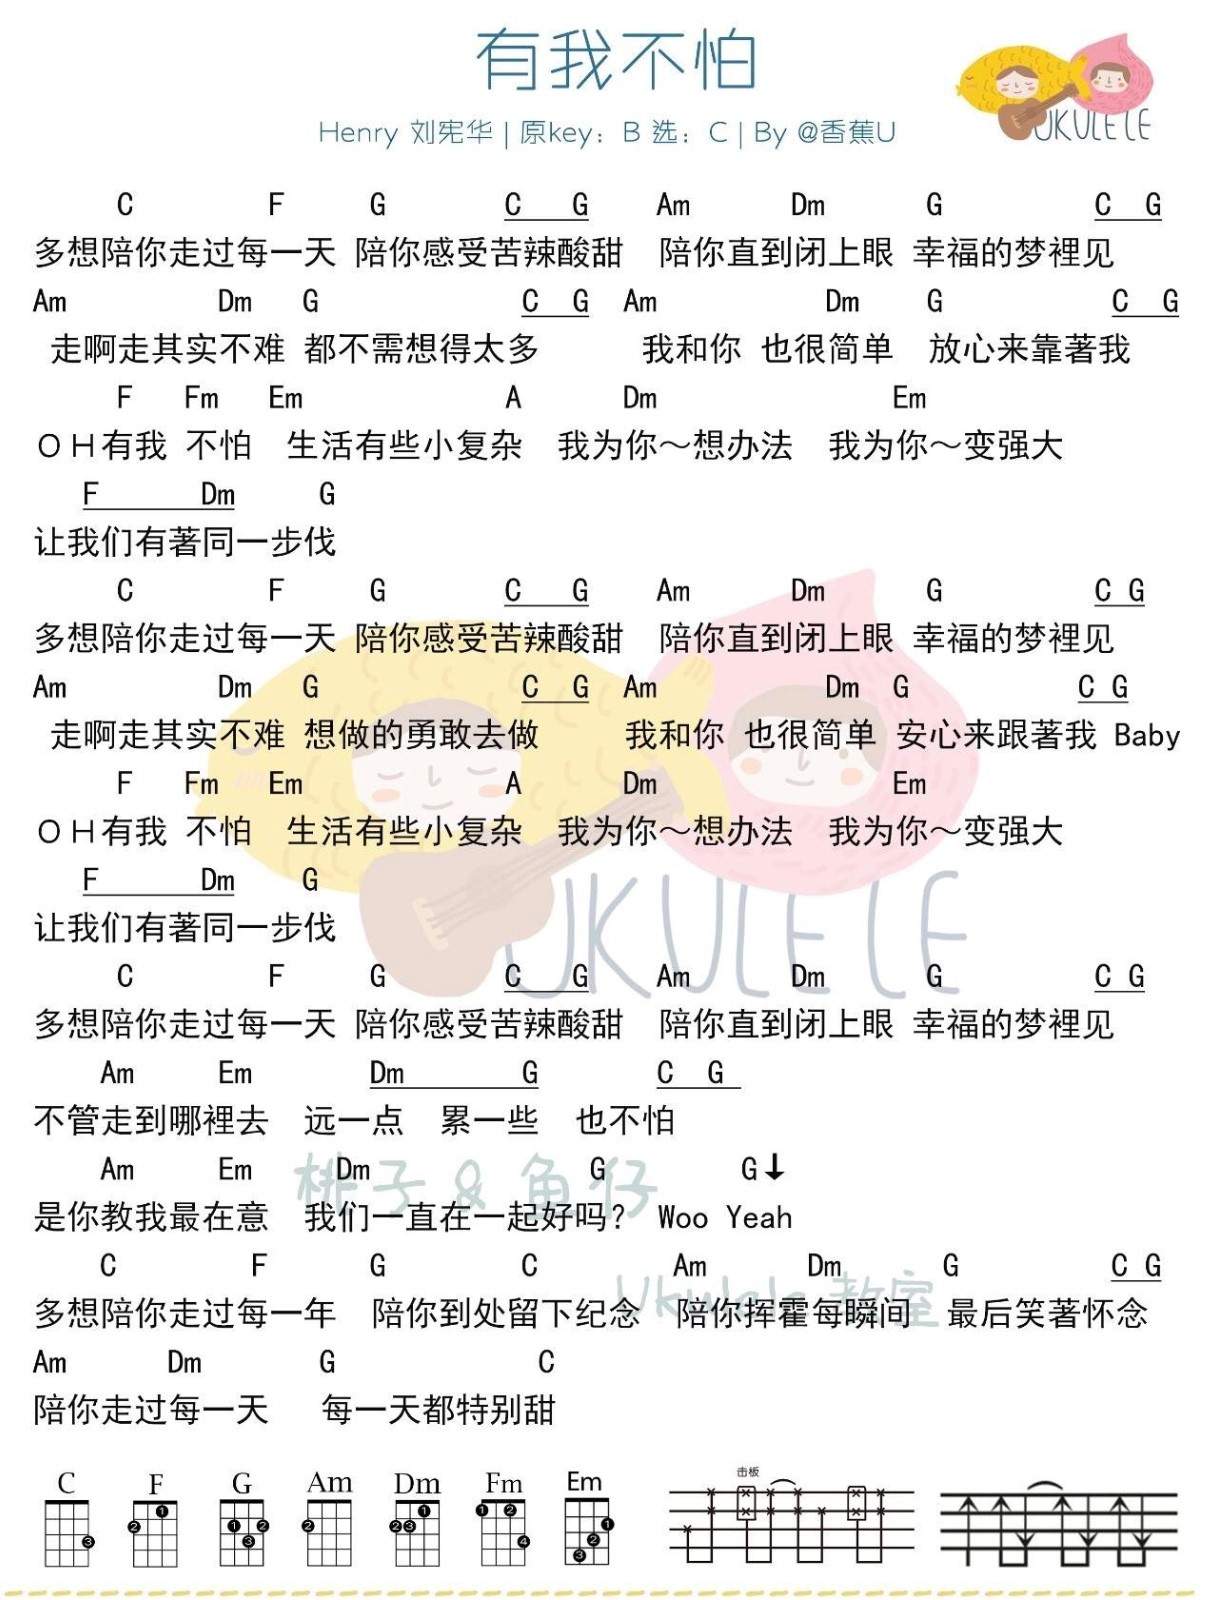 有我不怕
Henry 刘宪华 | 原key：B 选：C | By @香蕉U
UKULELE
C F G C G Am Dm G C G
多想陪你走过每一天 陪你感受苦辣酸甜 陪你直到闭上眼 幸福的梦裡见
Am Dm G C G Am Dm G C G
走啊走其实不难 都不需想得太多 我和你 也很简单 放心来靠著我
F Fm Em A Dm Em
ＯＨ有我 不怕 生活有些小复杂 我为你～想办法 我为你～变强大
F Dm G
让我们有著同一步伐
C F G C G Am Dm G C G
多想陪你走过每一天 陪你感受苦辣酸甜 陪你直到闭上眼 幸福的梦裡见
Am Dm G C G Am Dm G C G
走啊走其实不难 想做的勇敢去做 我和你 也很简单 安心来跟著我 Baby
F Fm Em A Dm Em
ＯＨ有我 不怕 生活有些小复杂 我为你～想办法 我为你～变强大
F Dm G
让我们有著同一步伐
UKULELE
C F G C G Am Dm G C G
多想陪你走过每一天 陪你感受苦辣酸甜 陪你直到闭上眼 幸福的梦裡见
Am Em Dm G C G
不管走到哪裡去 远一点 累一些 也不怕
桃子 & 鱼仔
Am Em Dm G G↓
是你教我最在意 我们一直在一起好吗? Woo Yeah
Ukulele 教室
C F G C Am Dm G C G
多想陪你走过每一年 陪你到处留下纪念 陪你挥霍每瞬间 最后笑著怀念
Am Dm G C
陪你走过每一天 每一天都特别甜
C F G Am Dm Fm Em
击板
3
2 1
1 2 3
2
2 3 1
1 2 4
1 2 3